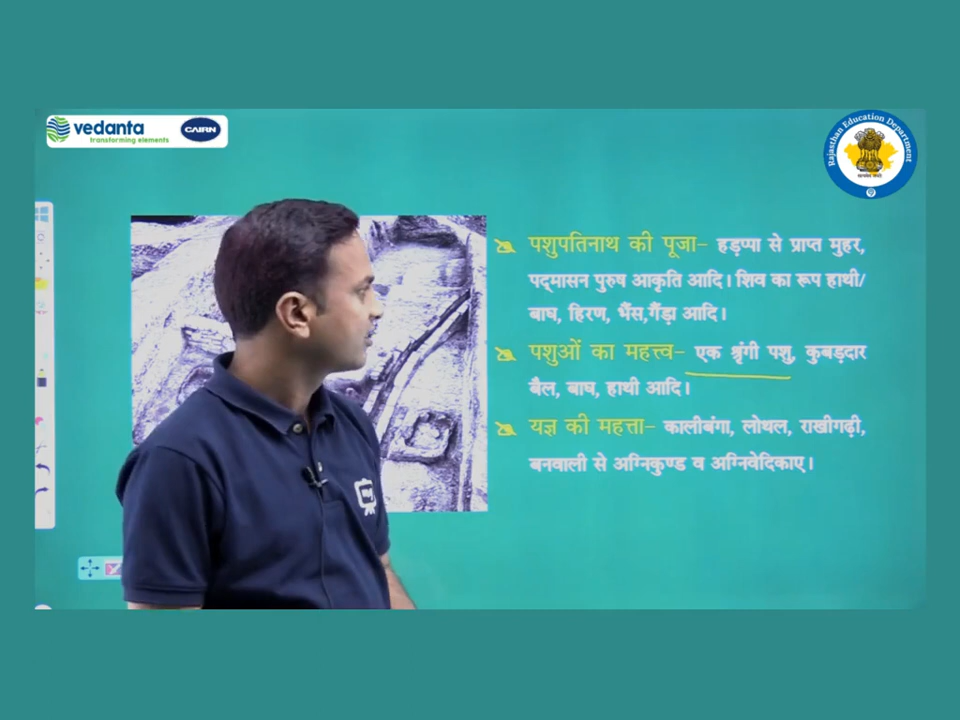 vedanta
transforming elements
CAIRN
Rajasthan Education Department
पशुपतिनाथ की पूजा– हड़प्पा से प्राप्त मुहर,
पद्मासन पुरुष आकृति आदि। शिव का रूप हाथी/
बाघ, हिरण, भैंस,गैंड़ा आदि।
पशुओं का महत्त्व– एक श्रृंगी पशु, कुबड़दार
बैल, बाघ, हाथी आदि।
यज्ञ की महत्ता– कालीबंगा, लोथल, राखीगढ़ी,
बनवाली से अग्निकुण्ड व अग्निवेदिकाए।